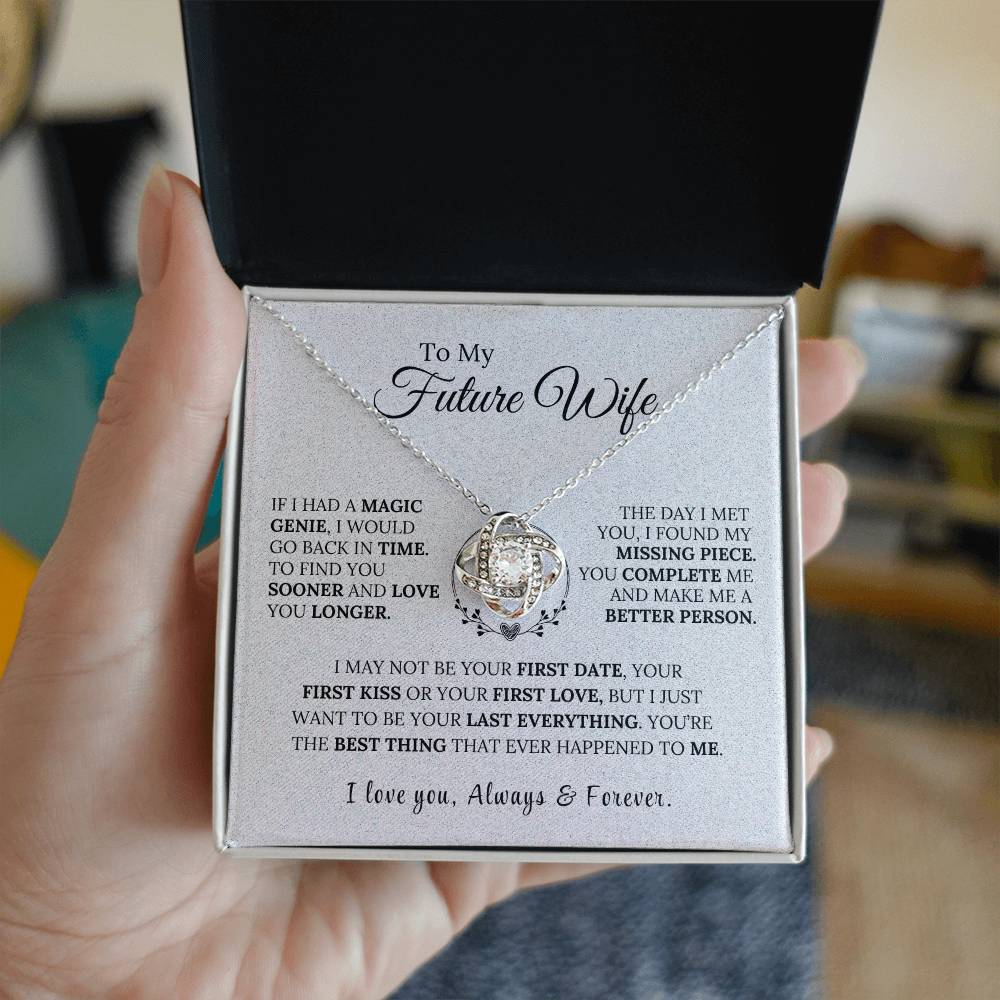 To My
Future Wife
IF I HAD A MAGIC
GENIE, I WOULD
GO BACK IN TIME.
TO FIND YOU
SOONER AND LOVE
YOU LONGER.
THE DAY I MET
YOU, I FOUND MY
MISSING PIECE.
YOU COMPLETE ME
AND MAKE ME A
BETTER PERSON.
I MAY NOT BE YOUR FIRST DATE, YOUR
FIRST KISS OR YOUR FIRST LOVE, BUT I JUST
WANT TO BE YOUR LAST EVERYTHING. YOU'RE
THE BEST THING THAT EVER HAPPENED TO ME.
I love you, Always & Forever.